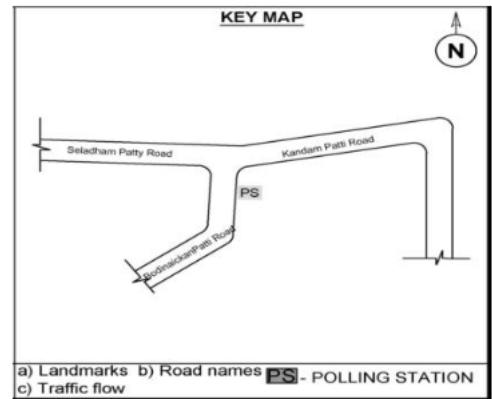 KEY MAP
N
Seladham Patty Road
Kandam Patti Road
PS
BodinaickanPatti Road
a) Landmarks b) Road names PS - POLLING STATION
c) Traffic flow